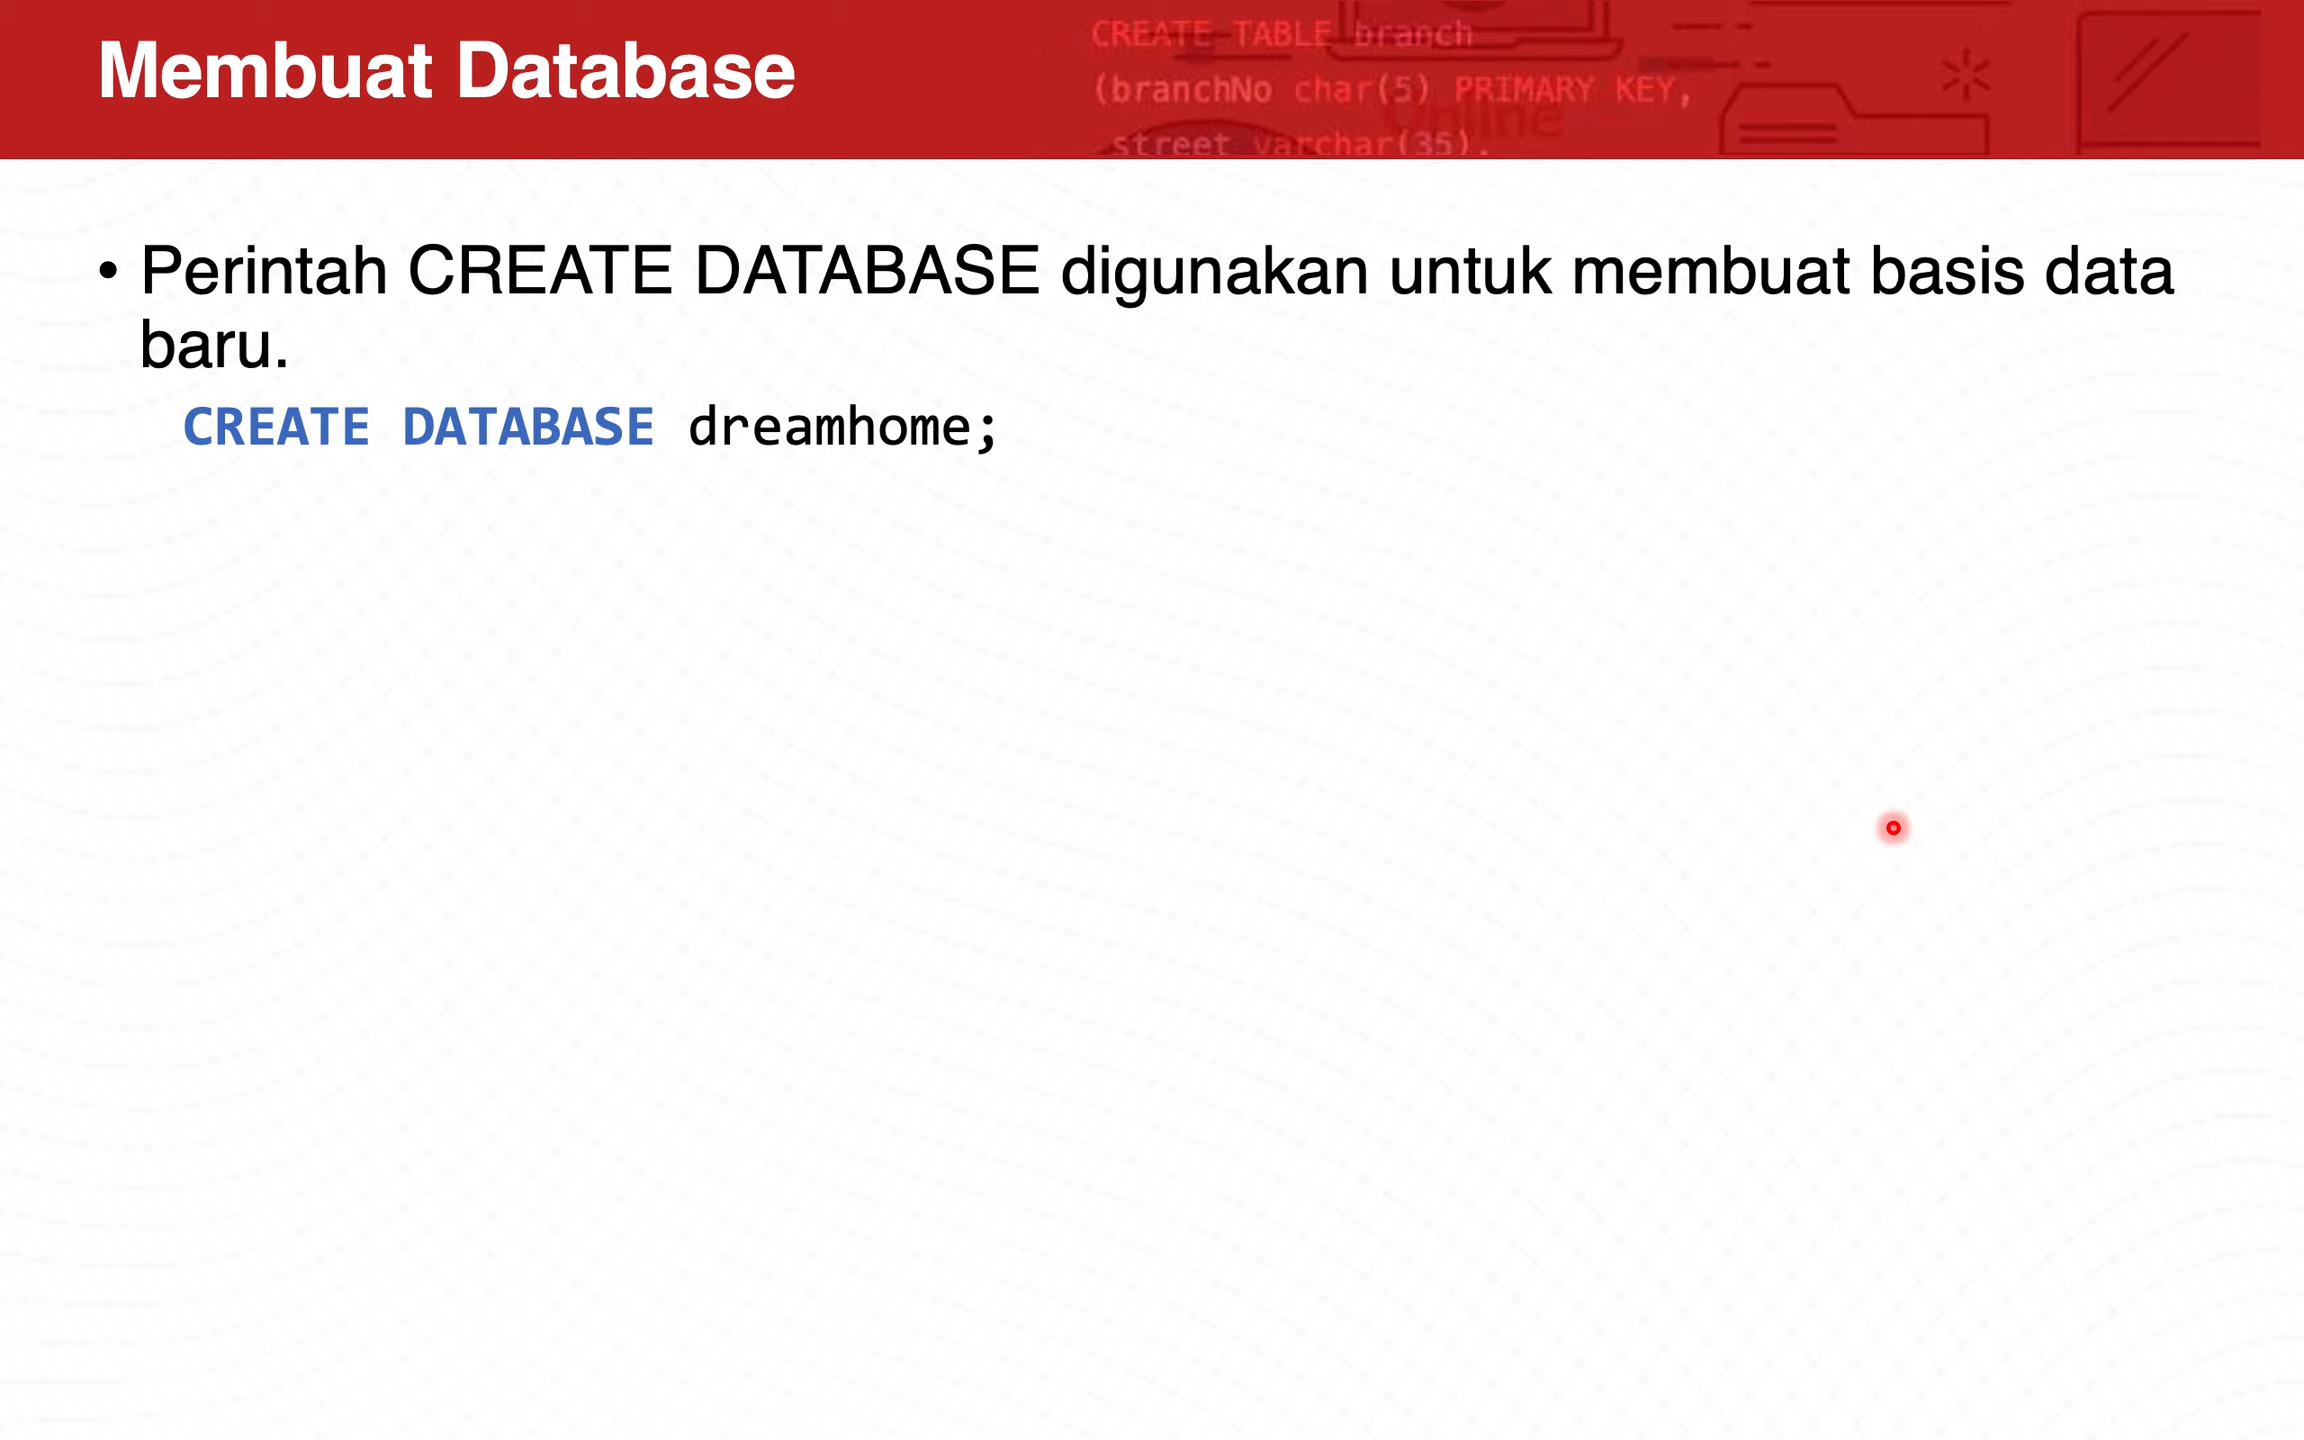 Membuat Database
CREATE TABLE branch
(branchNo char(5) PRIMARY KEY,
Online
street varchar(35).
• Perintah CREATE DATABASE digunakan untuk membuat basis data
baru.
CREATE DATABASE dreamhome;